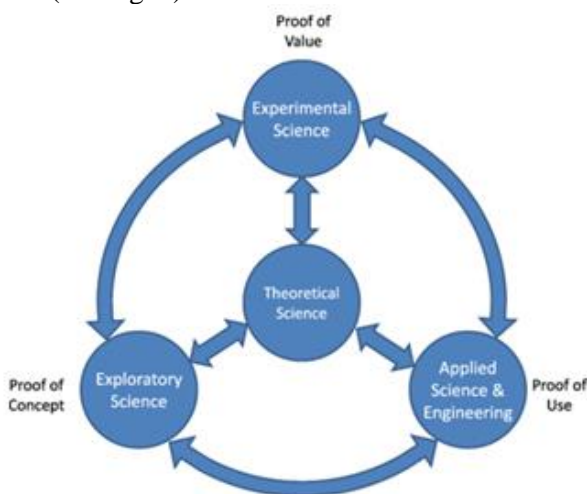 Proof of
Value
Experimental
Science
Theoretical
Science
Proof of
Concept
Exploratory
Science
Applied
Science &
Engineering
Proof of
Use